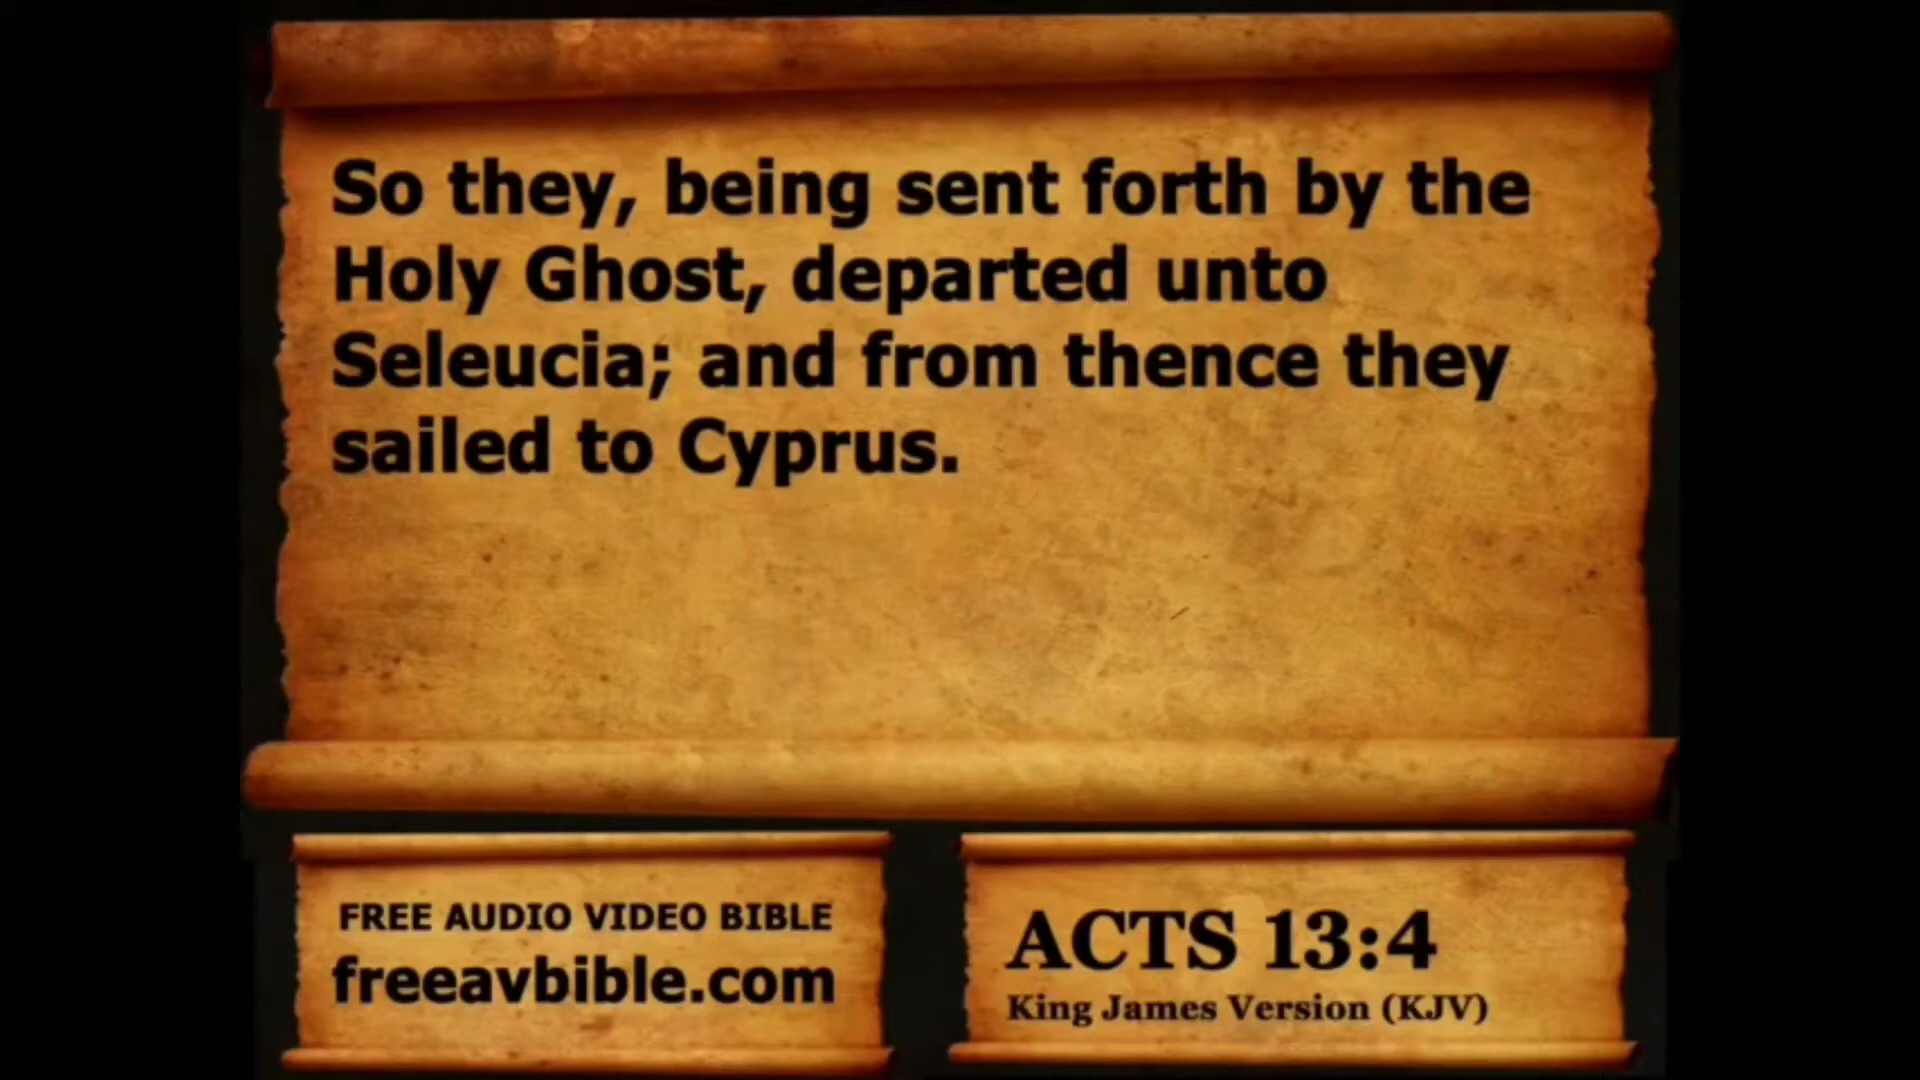 So they, being sent forth by the
Holy Ghost, departed unto
Seleucia; and from thence they
sailed to Cyprus.
FREE AUDIO VIDEO BIBLE
freeavbible.com
ACTS 13:4
King James Version (KJV)